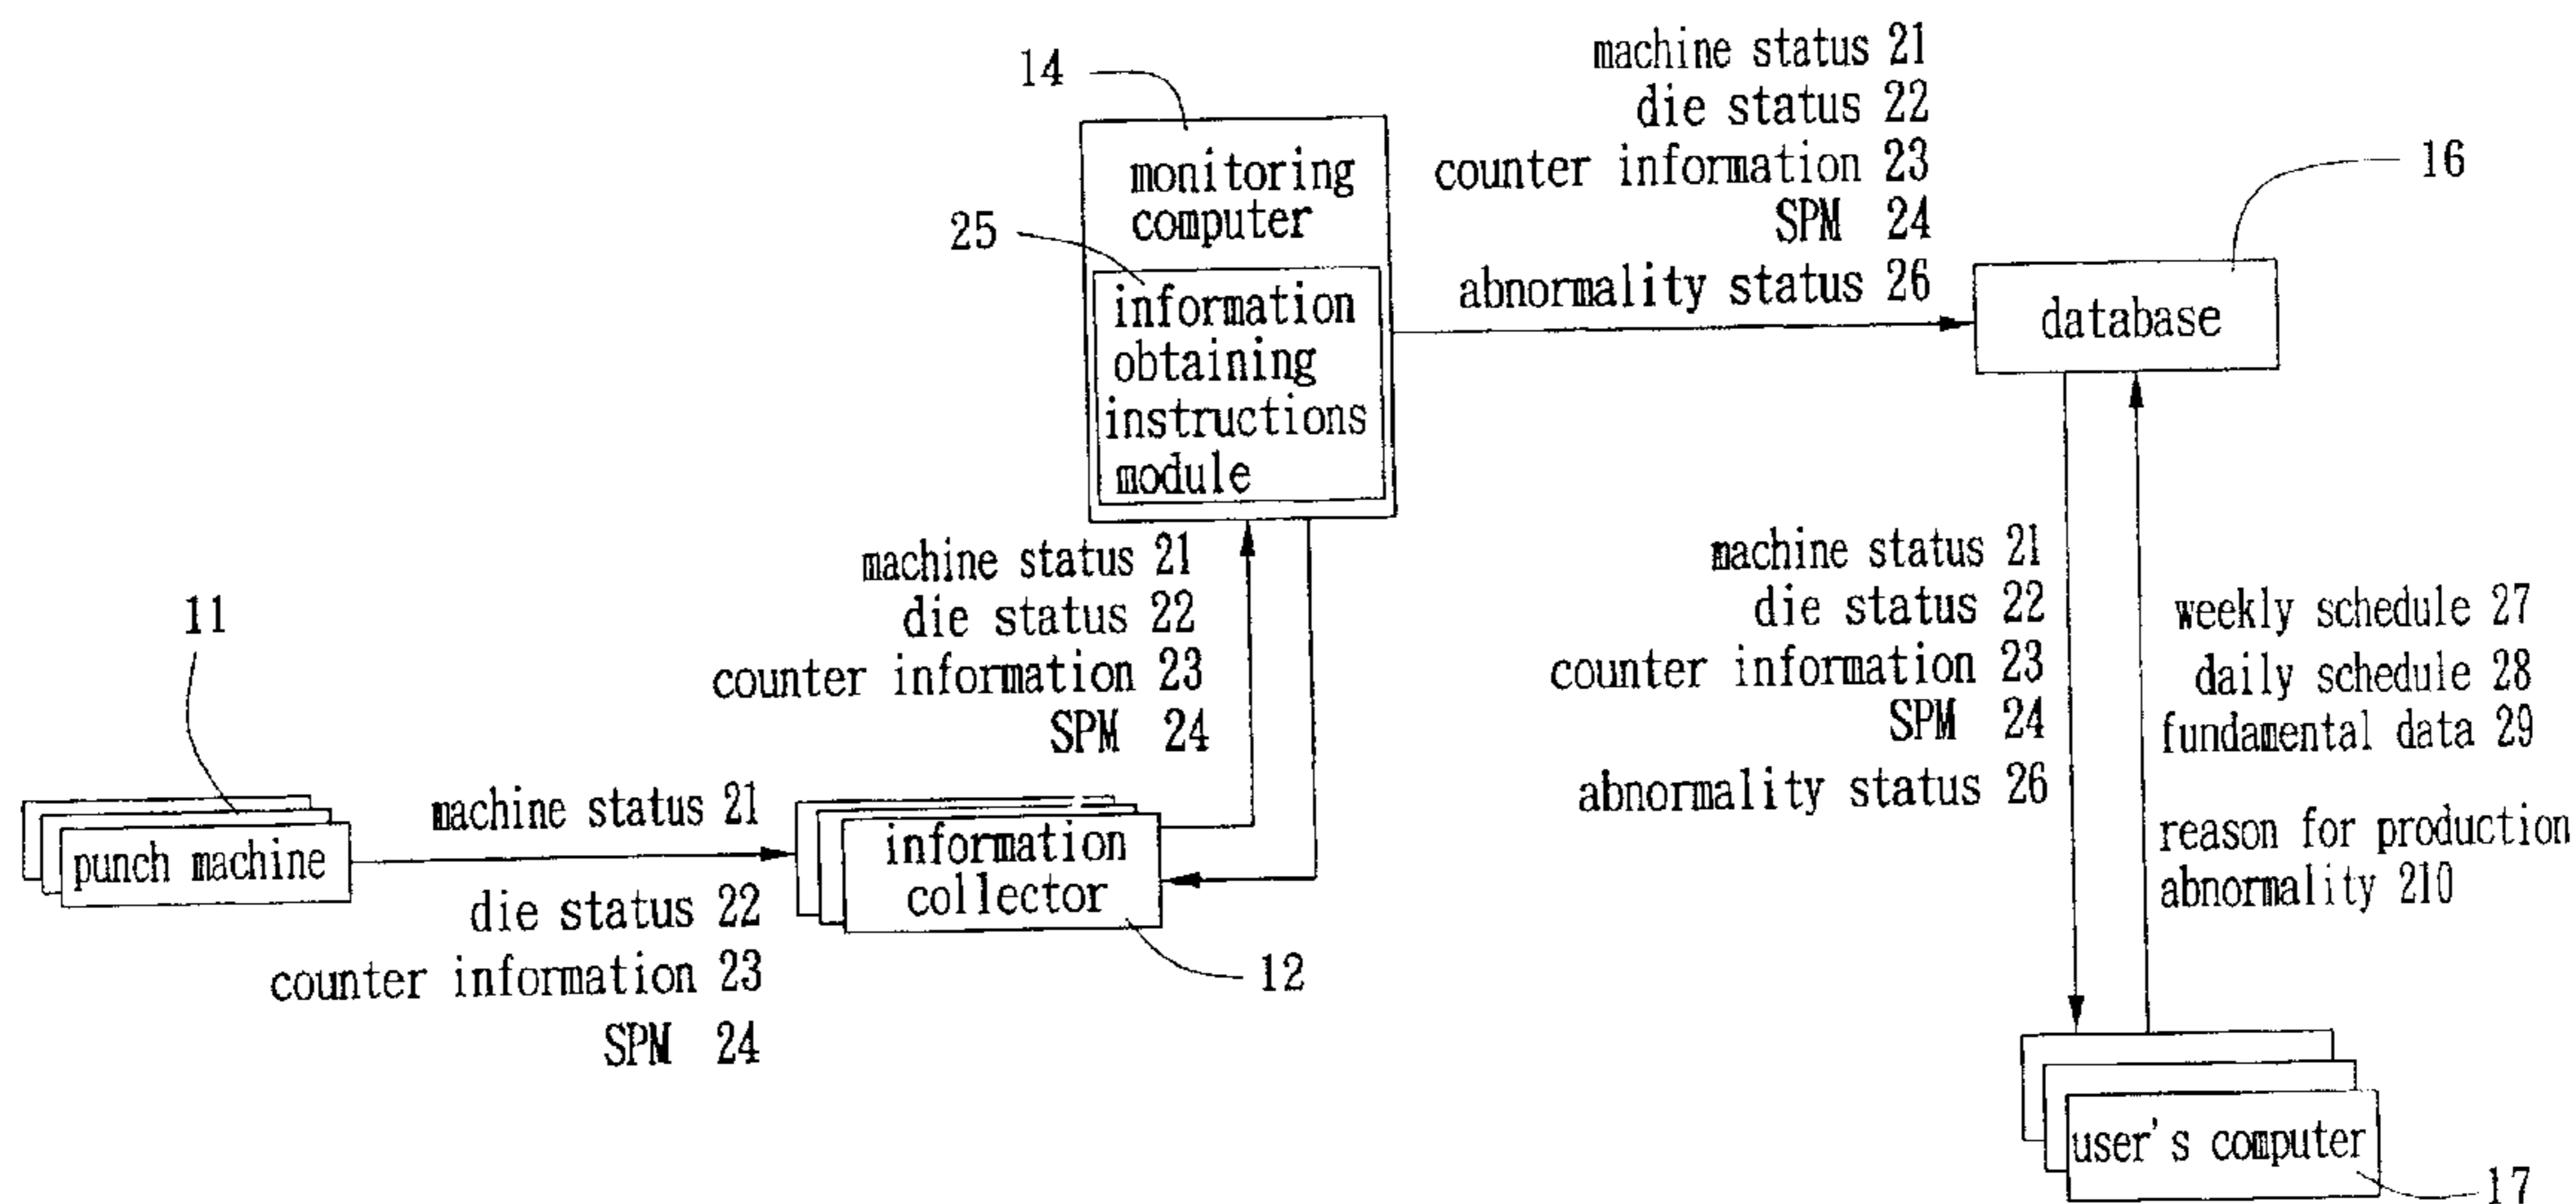 14
monitoring
computer
25
information
obtaining
instructions
module
machine status 21
die status 22
counter information 23
SPM 24
abnormality status 26
16
database
11
punch machine
machine status 21
die status 22
counter information 23
SPM 24
information
collector
12
machine status 21
die status 22
counter information 23
SPM 24
machine status 21
die status 22
counter information 23
SPM 24
abnormality status 26
weekly schedule 27
daily schedule 28
fundamental data 29
reason for production
abnormality 210
user's computer
17